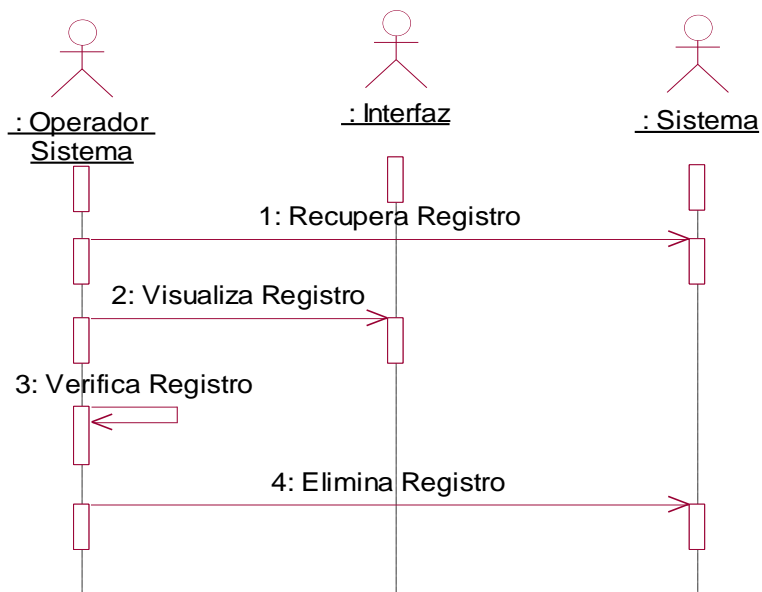 : Operador
Sistema
: Interfaz
: Sistema
1: Recupera Registro
2: Visualiza Registro
3: Verifica Registro
4: Elimina Registro